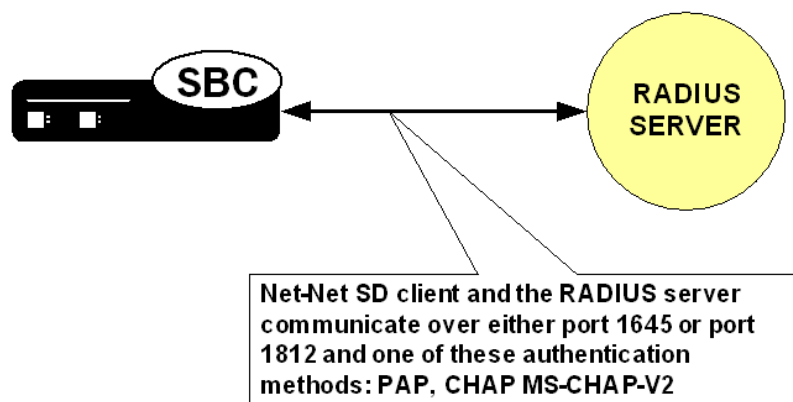 SBC
RADIUS
SERVER
Net-Net SD client and the RADIUS server
communicate over either port 1645 or port
1812 and one of these authentication
methods: PAP, CHAP MS-CHAP-V2